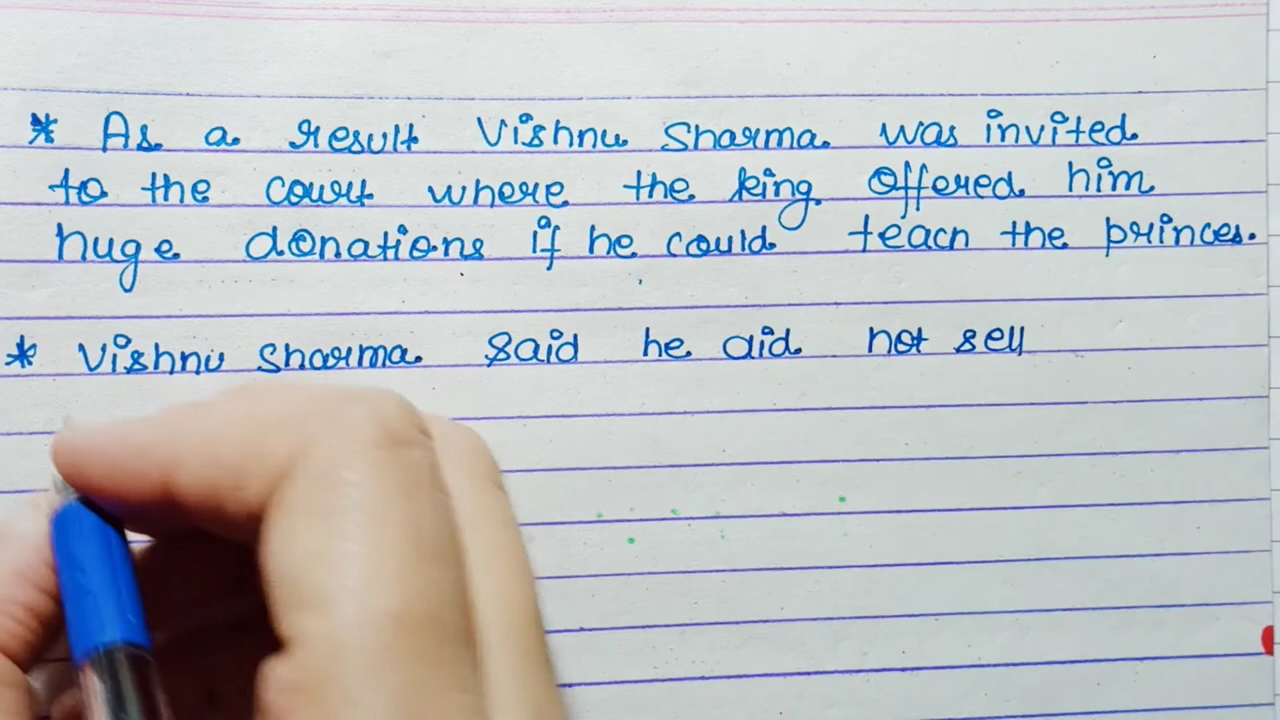 * As a result Vishnu Sharma was invited
to the court where the king offered him
huge donations if he could teach the princes.
* Vishnu Sharma said he did not sell